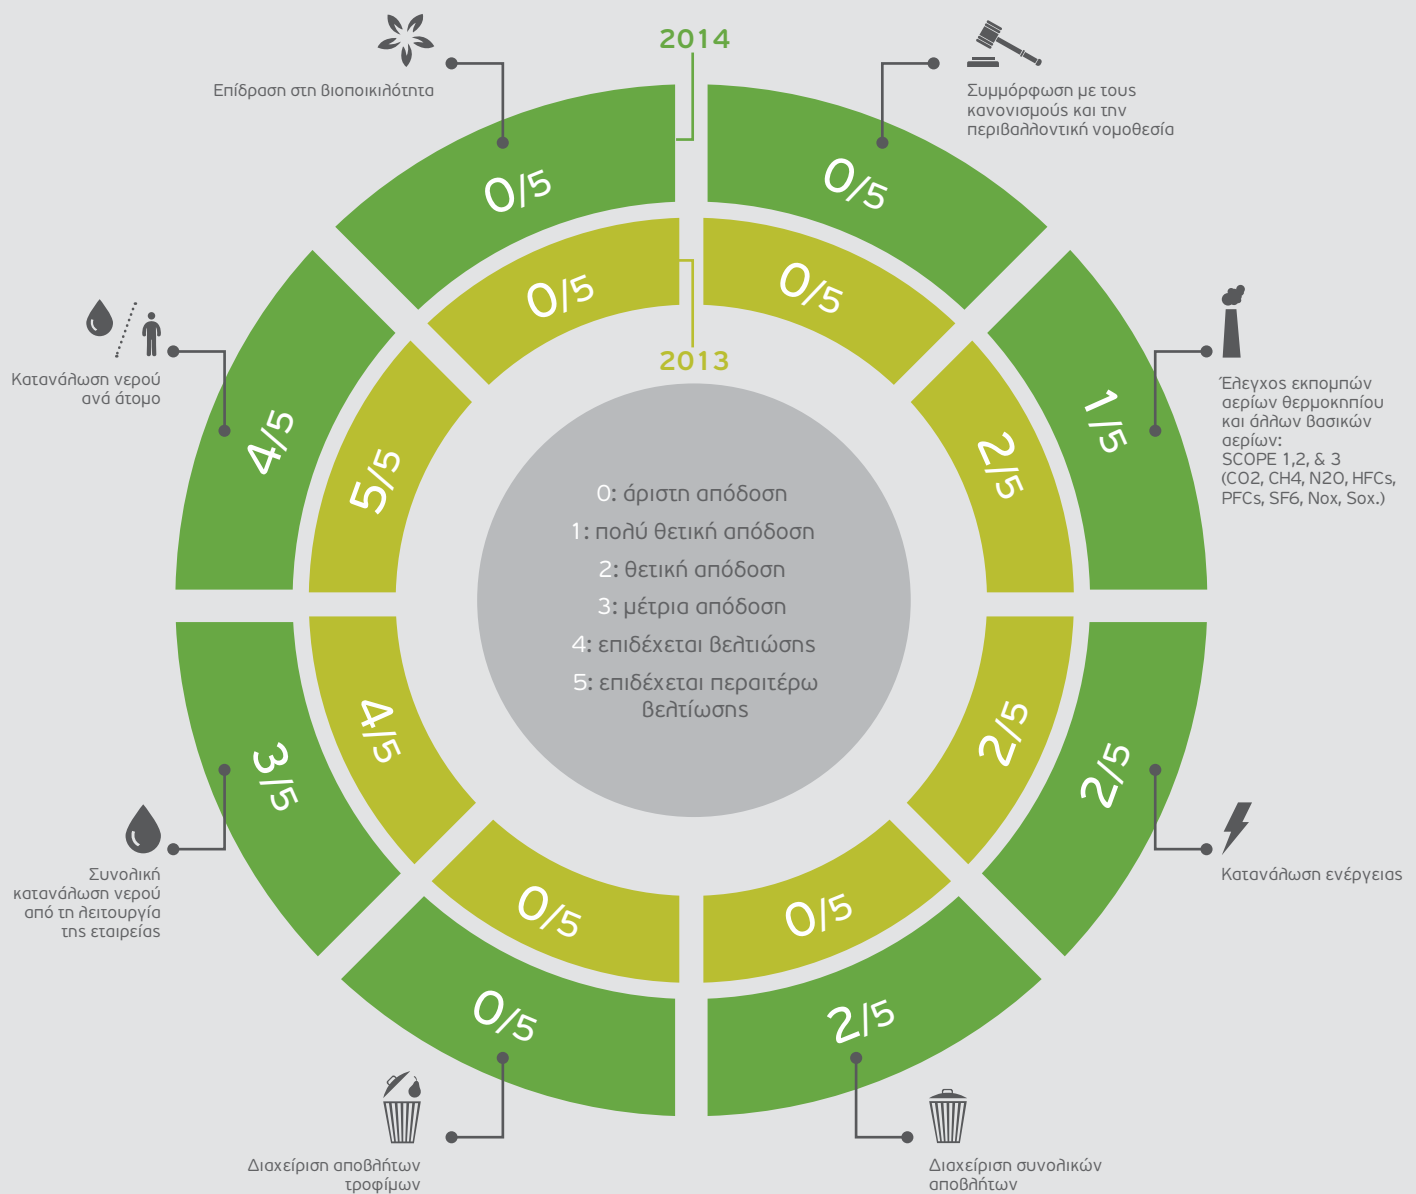 2014
Επίδραση στη βιοποικιλότητα
0/5
Συμμόρφωση με τους
κανονισμούς και την
περιβαλλοντική νομοθεσία
0/5
0/5
0/5
2013
Κατανάλωση νερού
ανά άτομο
4/5
5/5
Έλεγχος εκπομπών
αερίων θερμοκηπίου
και άλλων βασικών
αερίων:
SCOPE 1,2, & 3
(CO2, CH4, N2O, HFCs,
PFCs, SF6, Nox, Sox.)
1/5
2/5
0: άριστη απόδοση
1: πολύ θετική απόδοση
2: θετική απόδοση
3: μέτρια απόδοση
4: επιδέχεται βελτιώσης
5: επιδέχεται περαιτέρω
βελτίωσης
4/5
3/5
Συνολική
κατανάλωση νερού
από τη λειτουργία
της εταιρείας
2/5
2/5
Κατανάλωση ενέργειας
0/5
0/5
0/5
2/5
Διαχείριση αποβλήτων
τροφίμων
Διαχείριση συνολικών
αποβλήτων